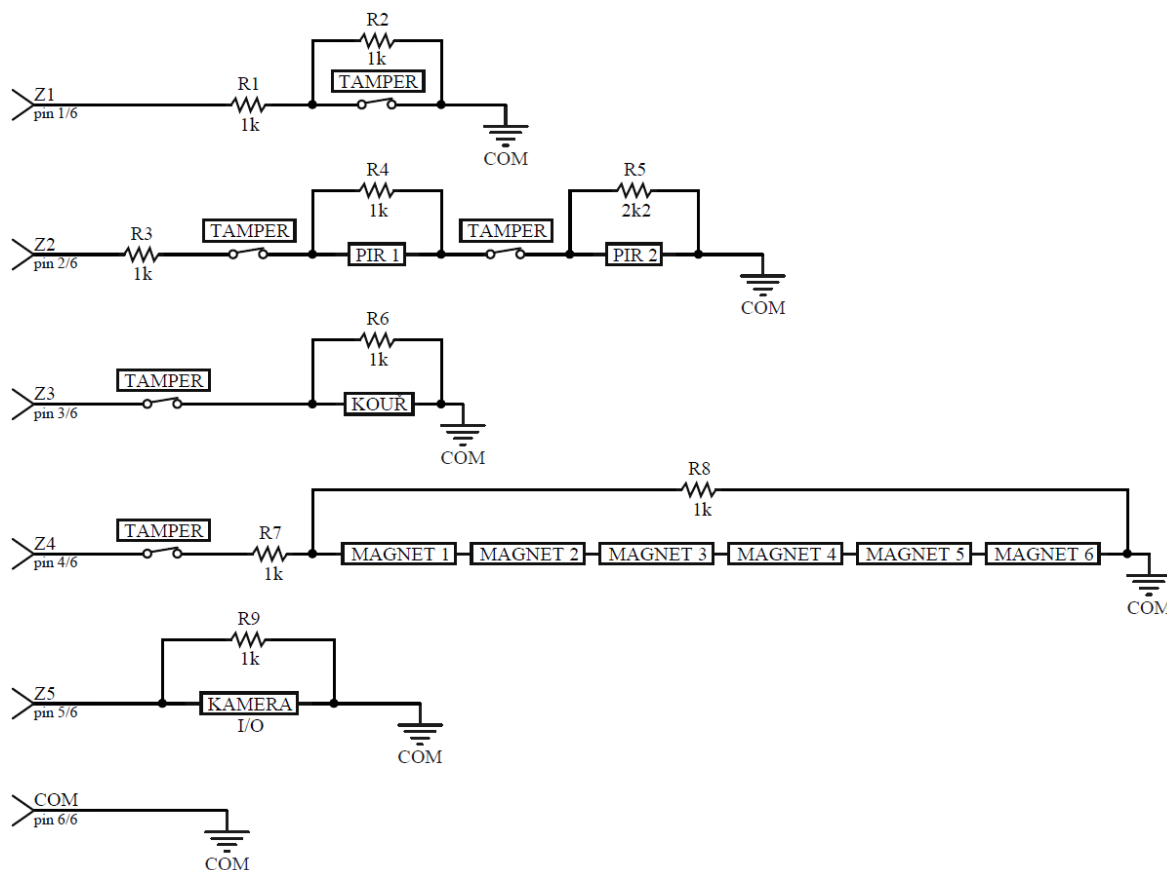 R2
1k
TAMPER
Z1
pin 1/6
R1
1k
COM
R4
1k
R5
2k2
Z2
pin 2/6
R3
1k
TAMPER
PIR 1
TAMPER
PIR 2
COM
R6
1k
Z3
pin 3/6
TAMPER
KOUŘ
COM
R8
1k
Z4
pin 4/6
TAMPER
R7
1k
MAGNET 1
MAGNET 2
MAGNET 3
MAGNET 4
MAGNET 5
MAGNET 6
COM
R9
1k
Z5
pin 5/6
KAMERA
I/O
COM
COM
pin 6/6
COM